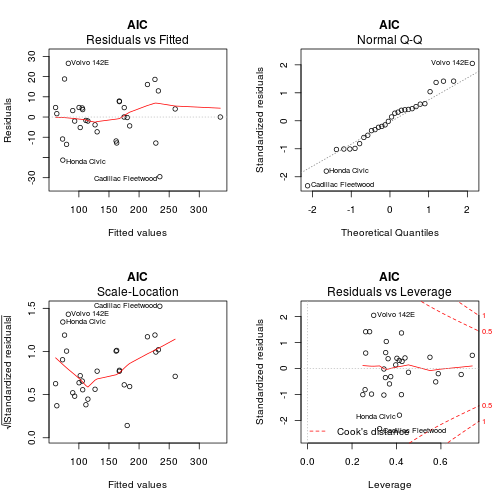 AIC
Residuals vs Fitted
Residuals
30
10
-10
-30
Volvo 142E
Honda Civic
Cadillac Fleetwood
100
150
200
250
300
Fitted values
AIC
Normal Q-Q
Standardized residuals
2
1
0
-1
-2
Volvo 142E
Honda Civic
Cadillac Fleetwood
-2
-1
0
1
2
Theoretical Quantiles
AIC
Scale-Location
√|Standardized residuals|
1.5
1.0
0.5
0.0
Cadillac Fleetwood
Volvo 142E
Honda Civic
100
150
200
250
300
Fitted values
AIC
Residuals vs Leverage
Standardized residuals
2
1
0
-1
-2
Volvo 142E
Honda Civic
Cadillac Fleetwood
Cook's distance
1
0.5
0.5
1
0.0
0.2
0.4
0.6
Leverage